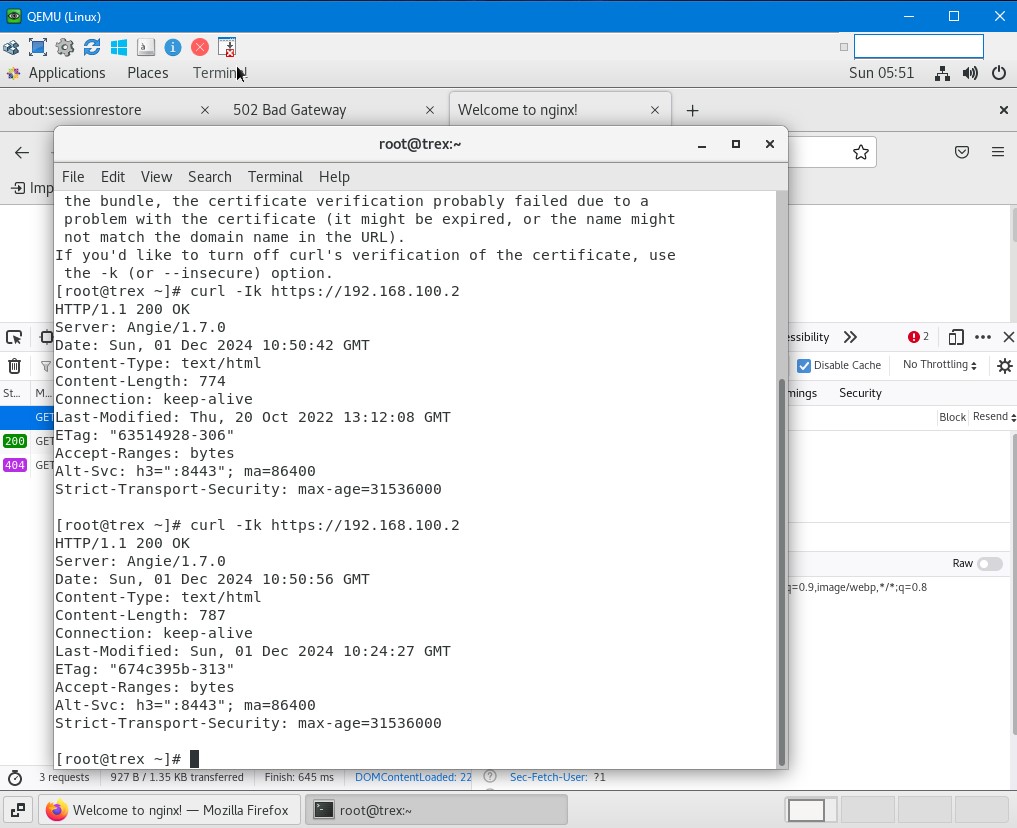 QEMU (Linux)
Applications Places Terminal Sun 05:51
about:sessionrestore 502 Bad Gateway Welcome to nginx!
root@trex:~
File Edit View Search Terminal Help
the bundle, the certificate verification probably failed due to a
problem with the certificate (it might be expired, or the name might
not match the domain name in the URL).
If you'd like to turn off curl's verification of the certificate, use
the -k (or --insecure) option.
[root@trex ~]# curl -Ik https://192.168.100.2
HTTP/1.1 200 OK
Server: Angie/1.7.0
Date: Sun, 01 Dec 2024 10:50:42 GMT
Content-Type: text/html
Content-Length: 774
Connection: keep-alive
Last-Modified: Thu, 20 Oct 2022 13:12:08 GMT
ETag: "63514928-306"
Accept-Ranges: bytes
Alt-Svc: h3=":8443"; ma=86400
Strict-Transport-Security: max-age=31536000
[root@trex ~]# curl -Ik https://192.168.100.2
HTTP/1.1 200 OK
Server: Angie/1.7.0
Date: Sun, 01 Dec 2024 10:50:56 GMT
Content-Type: text/html
Content-Length: 787
Connection: keep-alive
Last-Modified: Sun, 01 Dec 2024 10:24:27 GMT
ETag: "674c395b-313"
Accept-Ranges: bytes
Alt-Svc: h3=":8443"; ma=86400
Strict-Transport-Security: max-age=31536000
[root@trex ~]#
Imp
ssibility 2
Disable Cache No Throttling
St... M... mings Security
GET Block Resend
200 GET
404 GET
Raw
q=0.9,image/webp,*/*;q=0.8
3 requests 927 B / 1.35 KB transferred Finish: 645 ms DOMContentLoaded: 22 Sec-Fetch-User: ?1
Welcome to nginx! — Mozilla Firefox root@trex:~